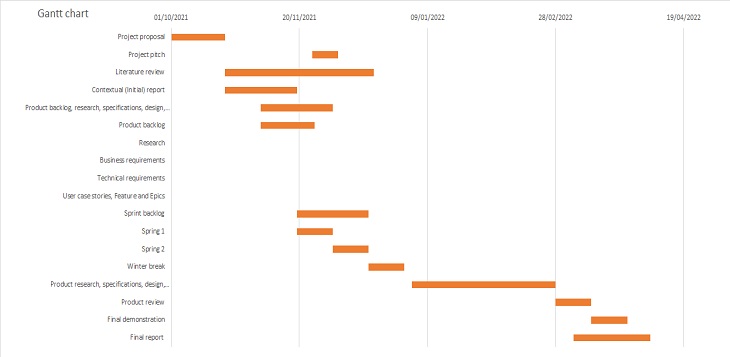 Gantt chart
01/10/2021 20/11/2021 09/01/2022 28/02/2022 19/04/2022
Project proposal
Project pitch
Literature review
Contextual (Initial) report
Product backlog, research, specifications, design,...
Product backlog
Research
Business requirements
Technical requirements
User case stories, Feature and Epics
Sprint backlog
Spring 1
Spring 2
Winter break
Product research, specifications, design,...
Product review
Final demonstration
Final report